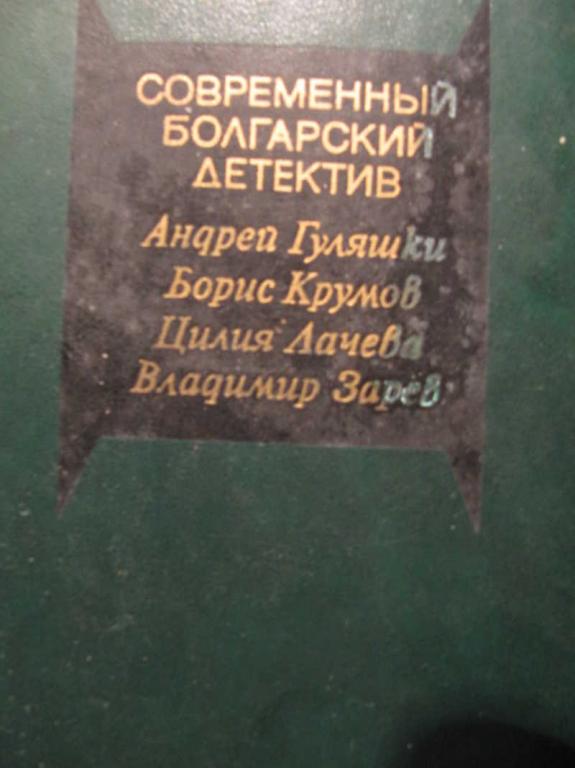 СОВРЕМЕННЫЙ
БОЛГАРСКИЙ
ДЕТЕКТИВ
Андрей Гуляшки
Борис Крумов
Цилия Лачева
Владимир Зарев